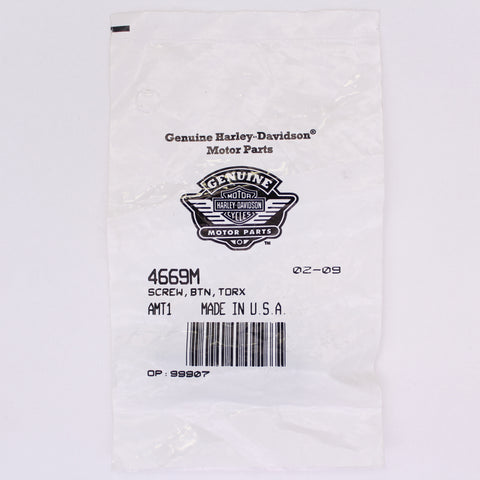 Genuine Harley-Davidson®
Motor Parts
GENUINE
MOTOR
HARLEY-DAVIDSON
CYCLES
MOTOR PARTS
™
4669M
02-09
SCREW, BTN, TORX
AMT1 MADE IN U.S.A.
OP: 99907